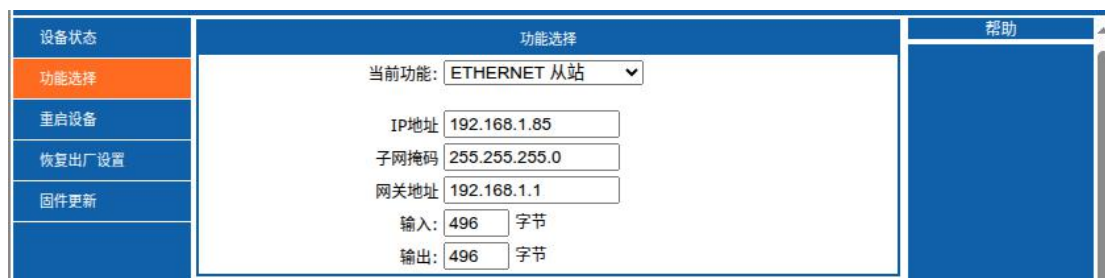 设备状态
功能选择
重启设备
恢复出厂设置
固件更新
功能选择
当前功能: ETHERNET 从站
IP地址 192.168.1.85
子网掩码 255.255.255.0
网关地址 192.168.1.1
输入: 496 字节
输出: 496 字节
帮助